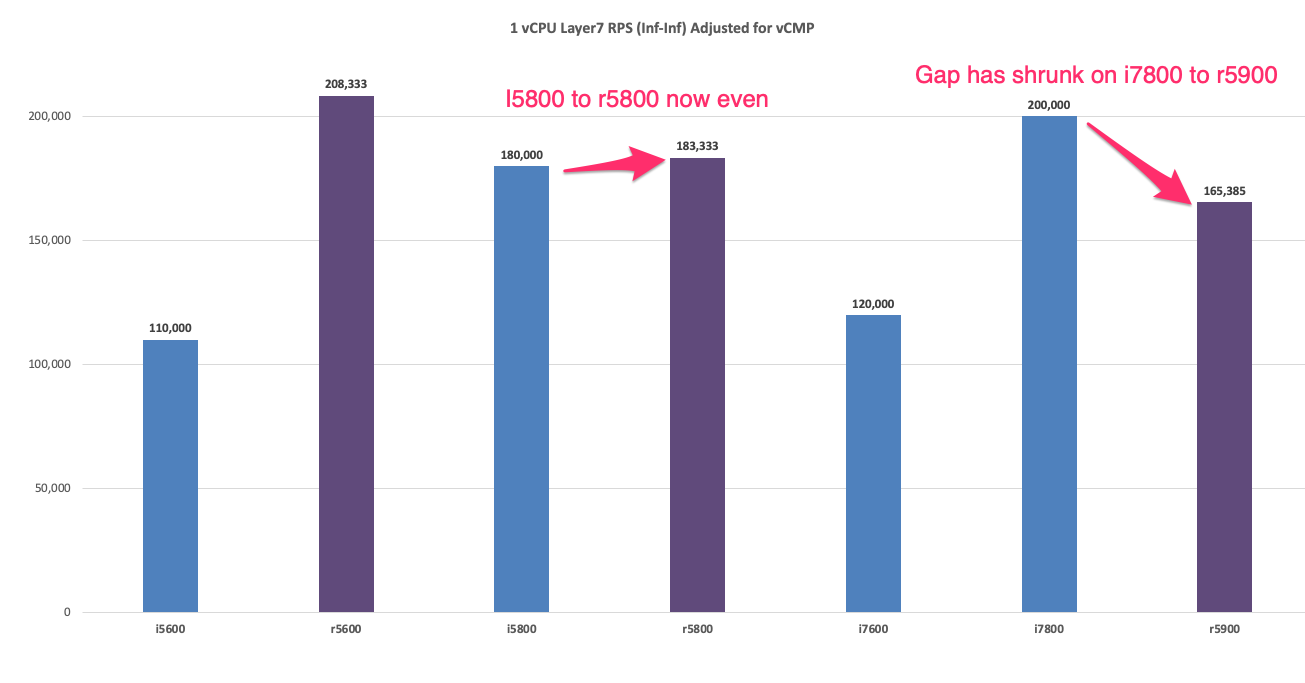 1 vCPU Layer7 RPS (Inf-Inf) Adjusted for vCMP
Gap has shrunk on i7800 to r5900
I5800 to r5800 now even
208,333
200,000
180,000
183,333
165,385
110,000
120,000
200,000
150,000
100,000
50,000
0
i5600
r5600
i5800
r5800
i7600
i7800
r5900